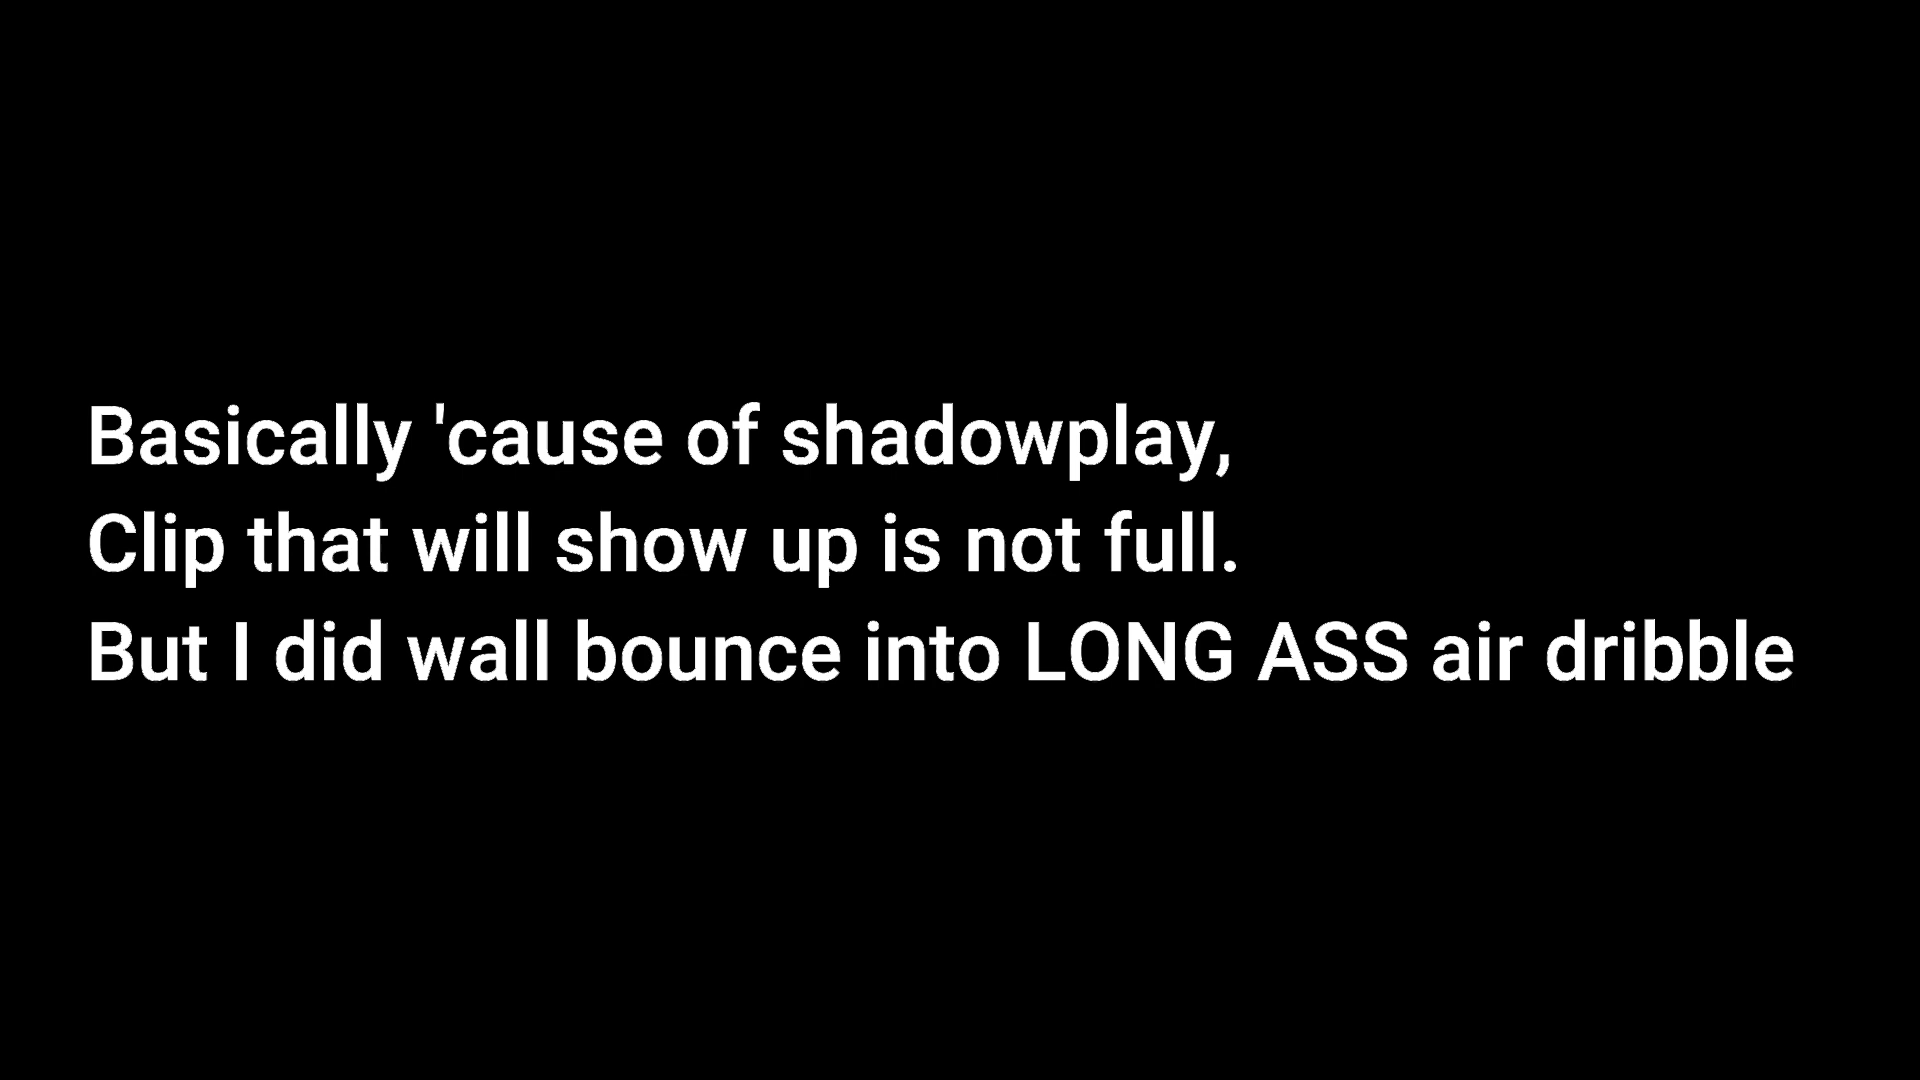 Basically 'cause of shadowplay,
Clip that will show up is not full.
But I did wall bounce into LONG ASS air dribble